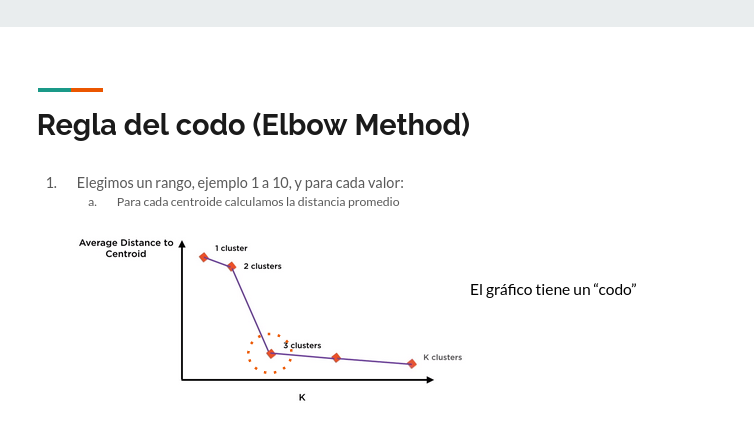 Regla del codo (Elbow Method)
1. Elegimos un rango, ejemplo 1 a 10, y para cada valor:
a. Para cada centroide calculamos la distancia promedio
Average Distance to
Centroid
1 cluster
2 clusters
3 clusters
K clusters
K
El gráfico tiene un “codo”